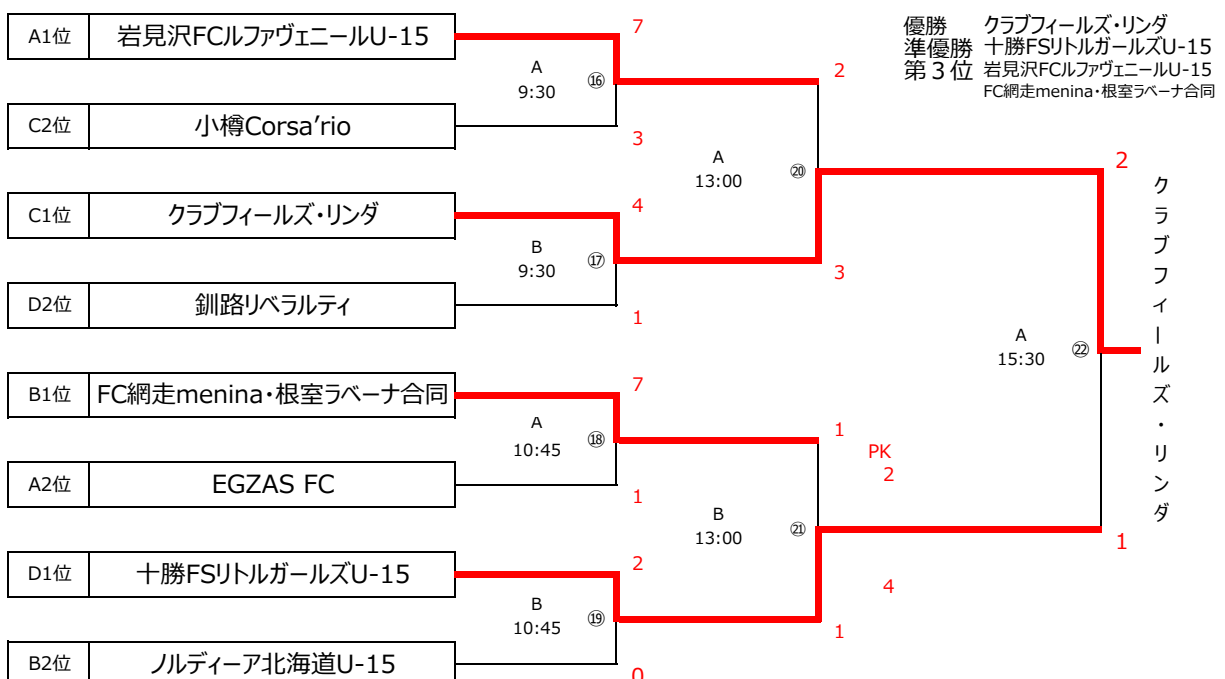 優勝 クラブフィールズ・リンダ
準優勝 十勝FSリトルガールズU-15
第３位 岩見沢FCルファヴェニールU-15
FC網走menina・根室ラベーナ合同
A1位 岩見沢FCルファヴェニールU-15
7
A
9:30
⑯
2
C2位 小樽Corsa’rio
3
A
13:00
⑳
2
C1位 クラブフィールズ・リンダ
4
B
9:30
⑰
3
D2位 釧路リベラルティ
1
A
15:30
㉒
クラブフィールズ・リンダ
B1位 FC網走menina・根室ラベーナ合同
7
A
10:45
⑱
1
PK
2
A2位 EGZAS FC
1
B
13:00
㉑
1
D1位 十勝FSリトルガールズU-15
2
4
B
10:45
⑲
1
B2位 ノルディーア北海道U-15
0